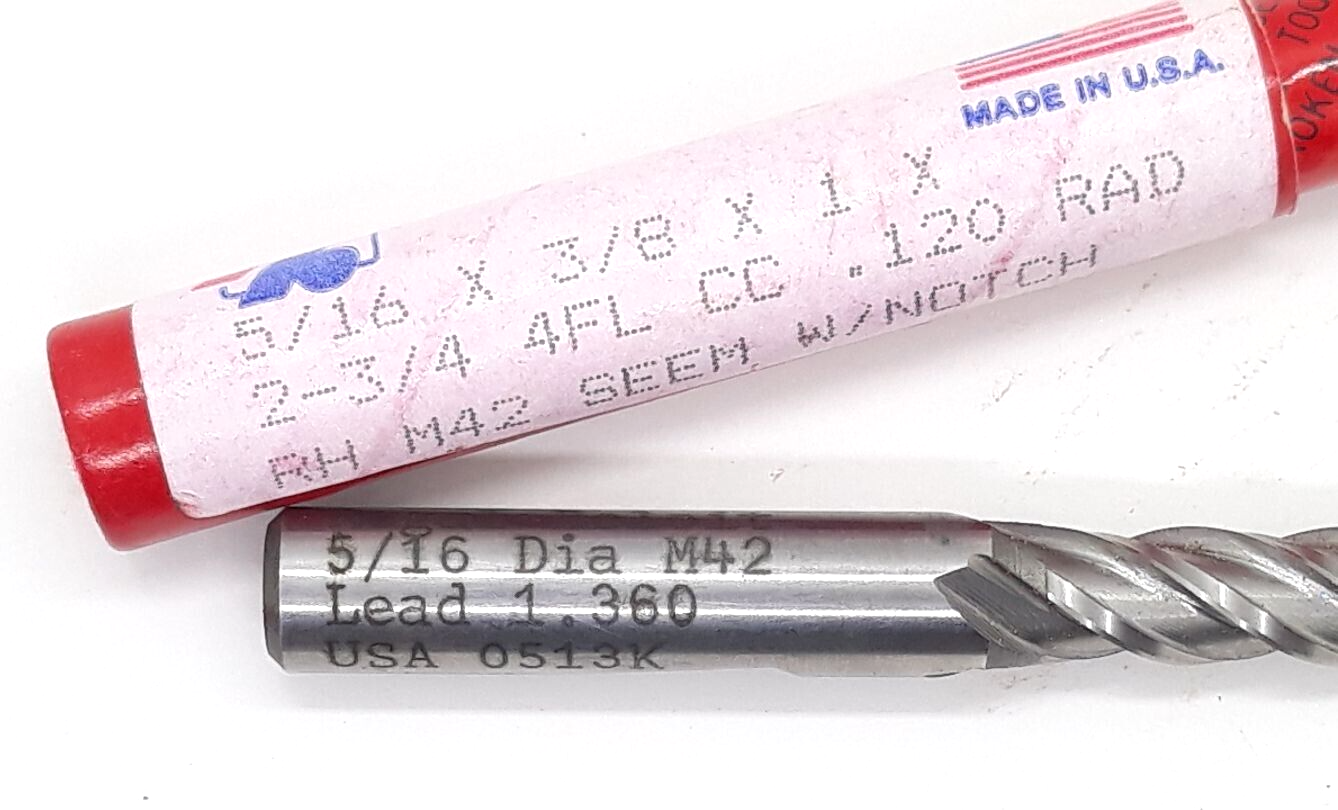 MADE IN U.S.A.
5/16 X 3/8 X 1 X
2-3/4 4FL CC .120 RAD
RH M42 SEEM W/NOTCH
5/16 Dia M42
Lead 1.360
USA 0513K